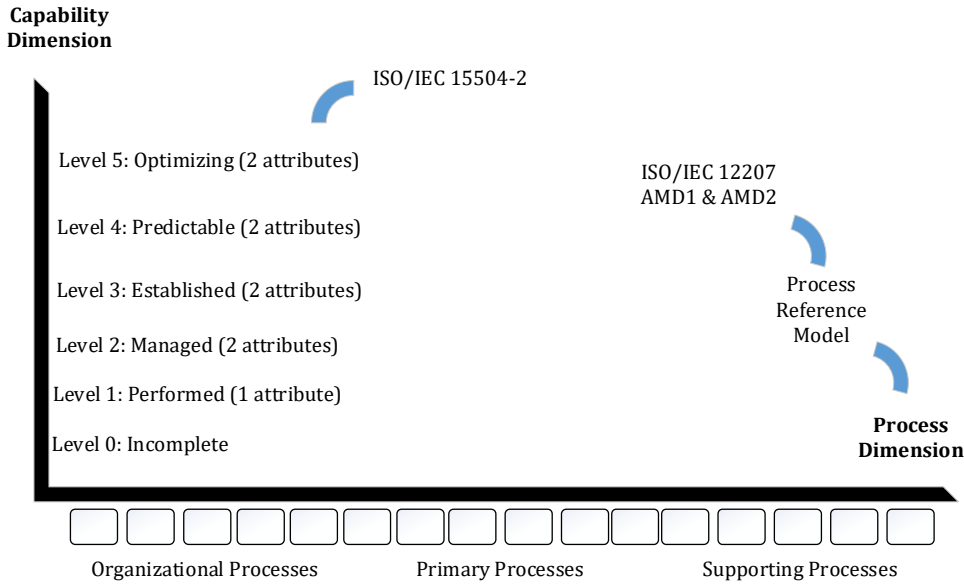 Capability
Dimension
ISO/IEC 15504-2
Level 5: Optimizing (2 attributes)
ISO/IEC 12207
AMD1 & AMD2
Level 4: Predictable (2 attributes)
Process
Reference
Model
Level 3: Established (2 attributes)
Level 2: Managed (2 attributes)
Level 1: Performed (1 attribute)
Process
Dimension
Level 0: Incomplete
Organizational Processes
Primary Processes
Supporting Processes